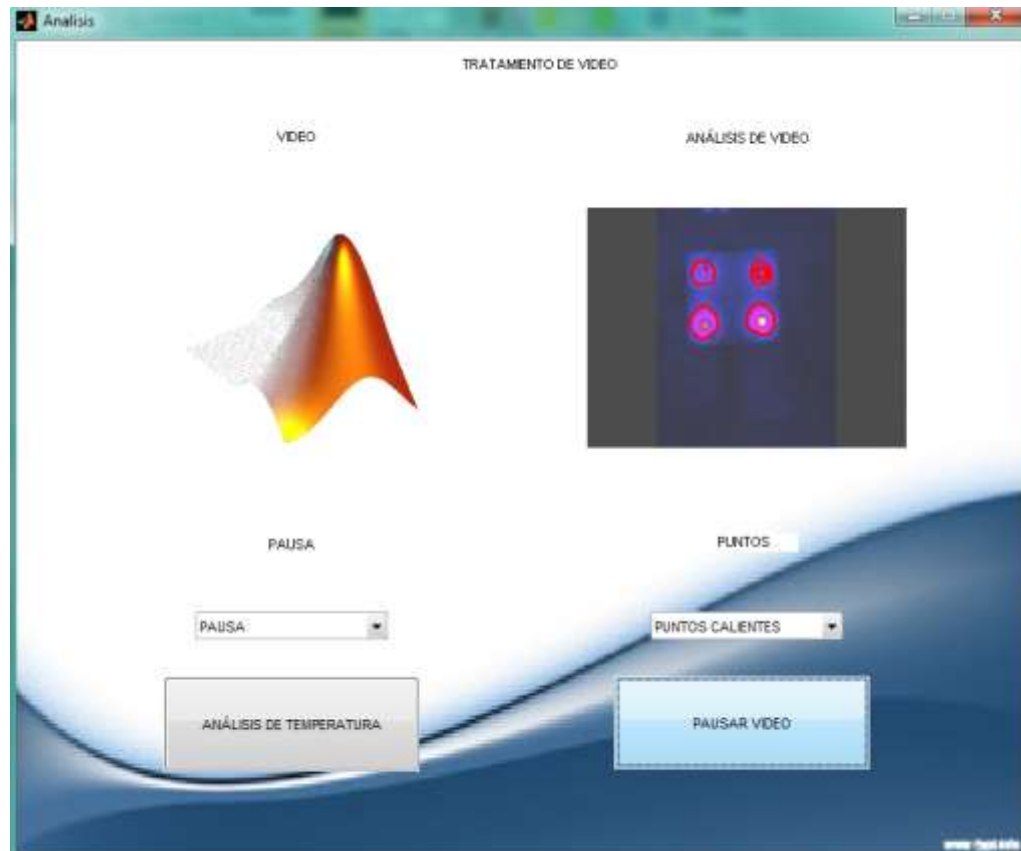 Analisis
TRATAMIENTO DE VIDEO
VIDEO
ANÁLISIS DE VIDEO
PAUSA
PUNTOS
PAUSA
PUNTOS CALIENTES
ANÁLISIS DE TEMPERATURA
PAUSAR VIDEO